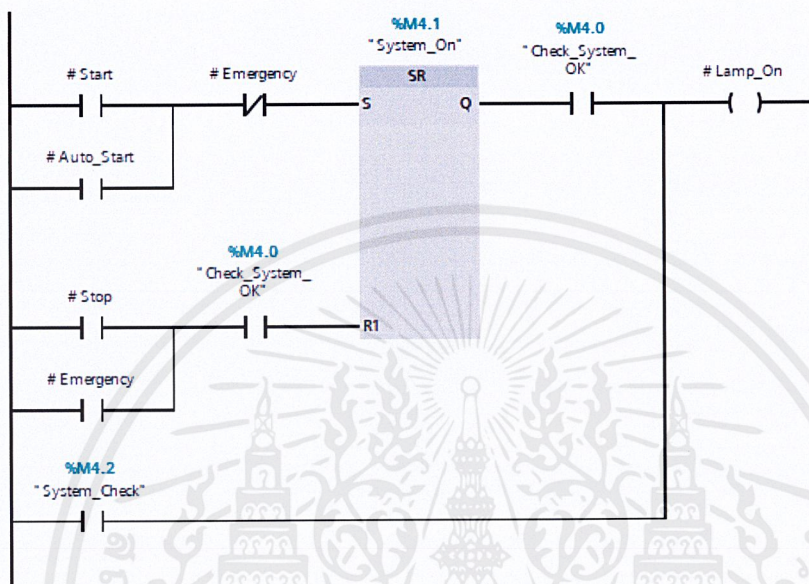 %M4.1
"System_On"
%M4.0
"Check_System_
OK"
# Start
# Emergency
SR
# Lamp_On
S
Q
# Auto_Start
%M4.0
"Check_System_
OK"
# Stop
R1
# Emergency
%M4.2
"System_Check"